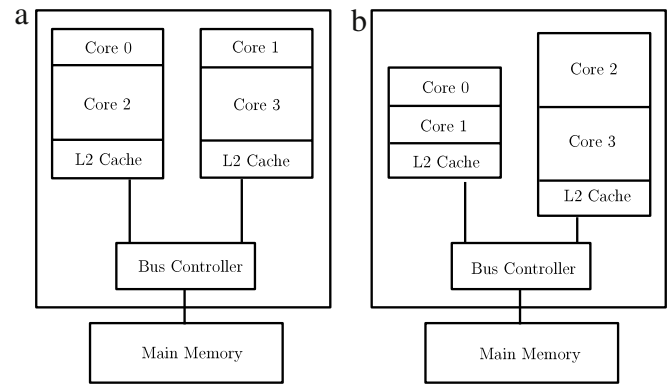 a
Core 0
Core 2
L2 Cache
Core 1
Core 3
L2 Cache
Bus Controller
Main Memory
b
Core 0
Core 1
L2 Cache
Core 2
Core 3
L2 Cache
Bus Controller
Main Memory